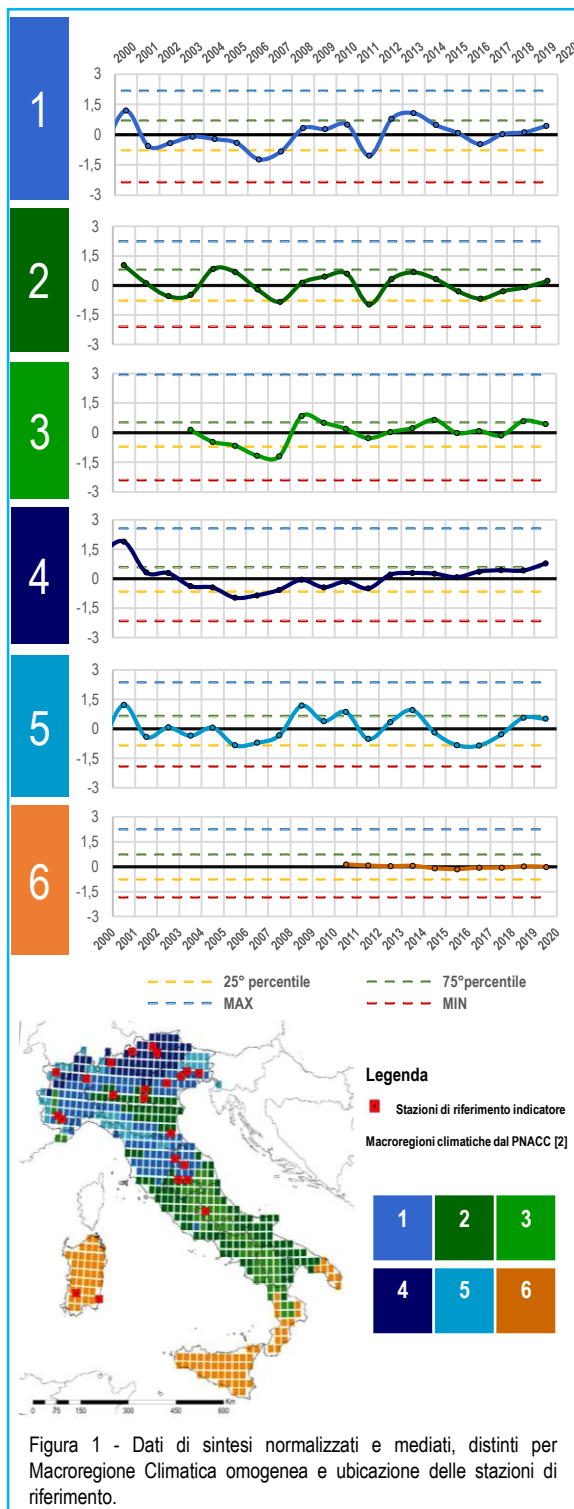 2000 2001 2002 2003 2004 2005 2006 2007 2008 2009 2010 2011 2012 2013 2014 2015 2016 2017 2018 2019 2020
1
3
1,5
0
-1,5
-3
2
3
1,5
0
-1,5
-3
3
3
1,5
0
-1,5
-3
4
3
1,5
0
-1,5
-3
5
3
1,5
0
-1,5
-3
6
3
1,5
0
-1,5
-3
2000 2001 2002 2003 2004 2005 2006 2007 2008 2009 2010 2011 2012 2013 2014 2015 2016 2017 2018 2019 2020
25° percentile 75°percentile
MAX MIN
Legenda
Stazioni di riferimento indicatore
Macroregioni climatiche dal PNACC [2]
1 2 3
4 5 6
0 75 150 300 450 600 Km
Figura 1 - Dati di sintesi normalizzati e mediati, distinti per
Macroregione Climatica omogenea e ubicazione delle stazioni di
riferimento.